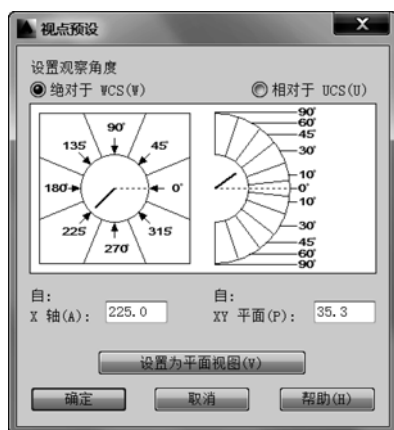 视点预设
设置观察角度
绝对于 WCS(W) 相对于 UCS(U)
90° 90°
60°
135° 45° 45°
30°
10°
180° 0° 0°
10°
30°
225° 315° 45°
270° 60°
90°
自: 自:
X 轴(A): 225.0 XY 平面(P): 35.3
设置为平面视图(V)
确定 取消 帮助(H)